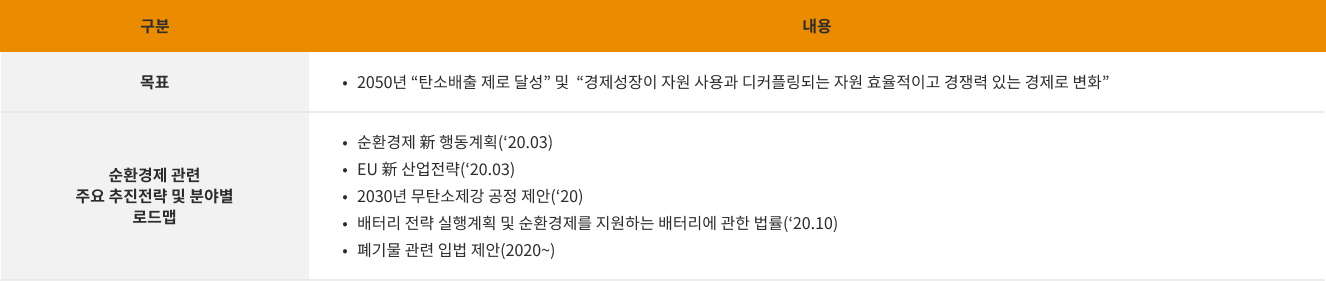 구분
내용
목표
• 2050년 “탄소배출 제로 달성” 및 “경제성장이 자원 사용과 디커플링되는 자원 효율적이고 경쟁력 있는 경제로 변화”
순환경제 관련
주요 추진전략 및 분야별
로드맵
• 순환경제 新 행동계획(‘20.03)
• EU 新 산업전략(‘20.03)
• 2030년 무탄소제강 공정 제안(‘20)
• 배터리 전략 실행계획 및 순환경제를 지원하는 배터리에 관한 법률(‘20.10)
• 폐기물 관련 입법 제안(2020~)